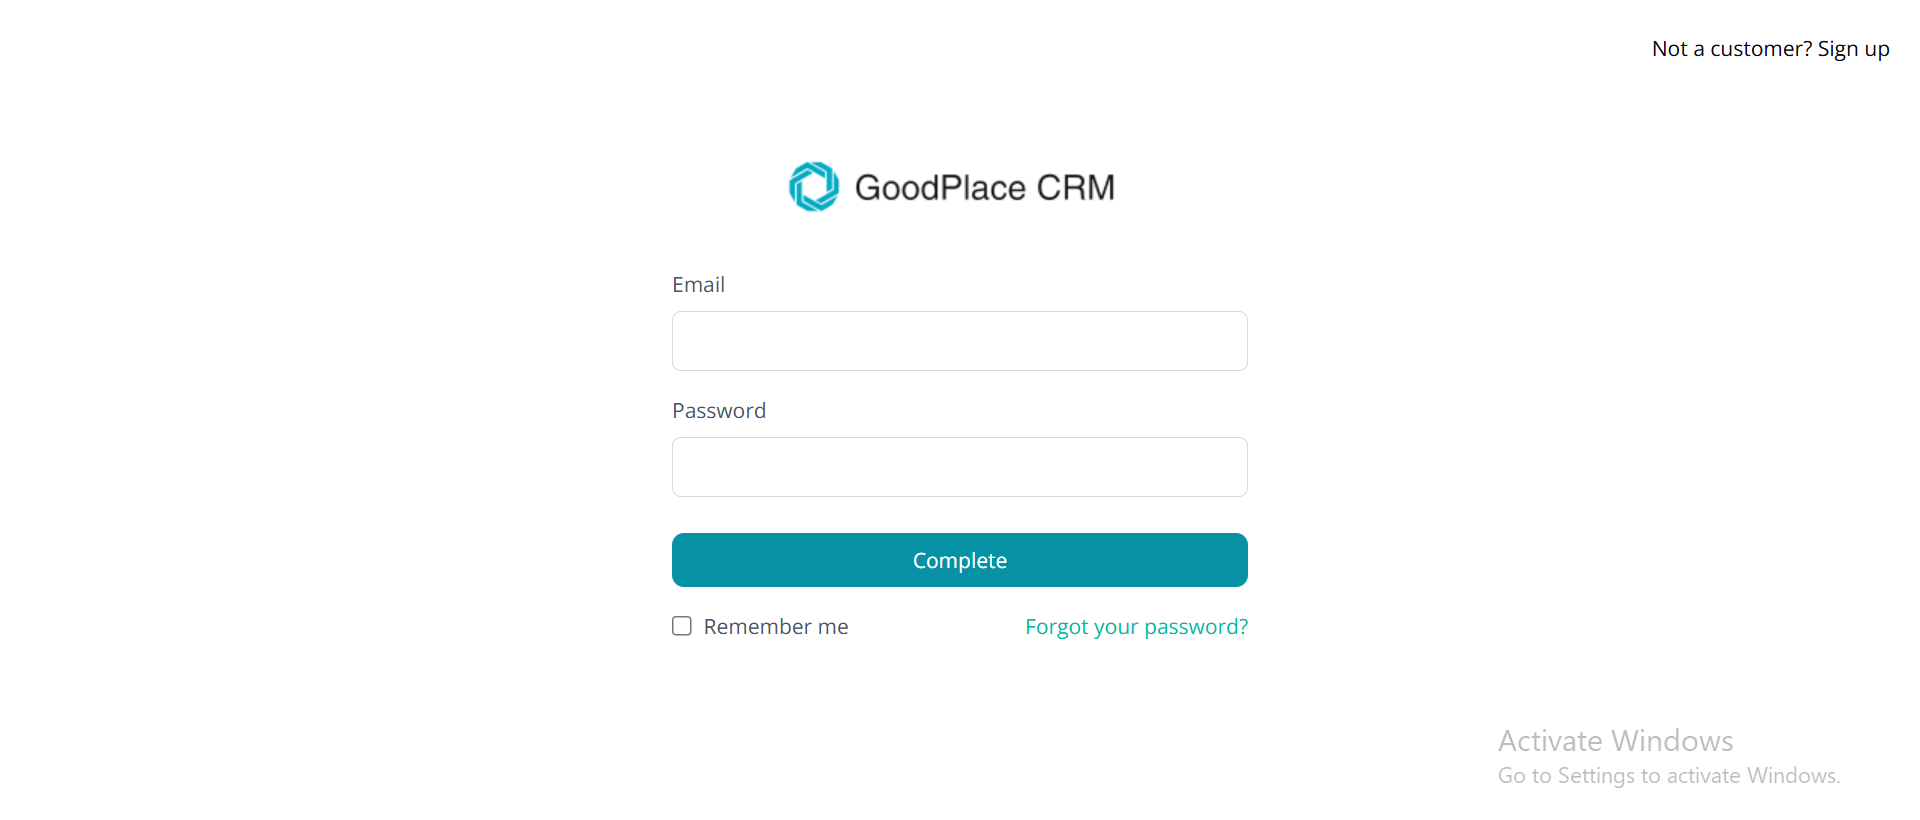 Not a customer? Sign up
GoodPlace CRM
Email
Password
Complete
Remember me
Forgot your password?
Activate Windows
Go to Settings to activate Windows.